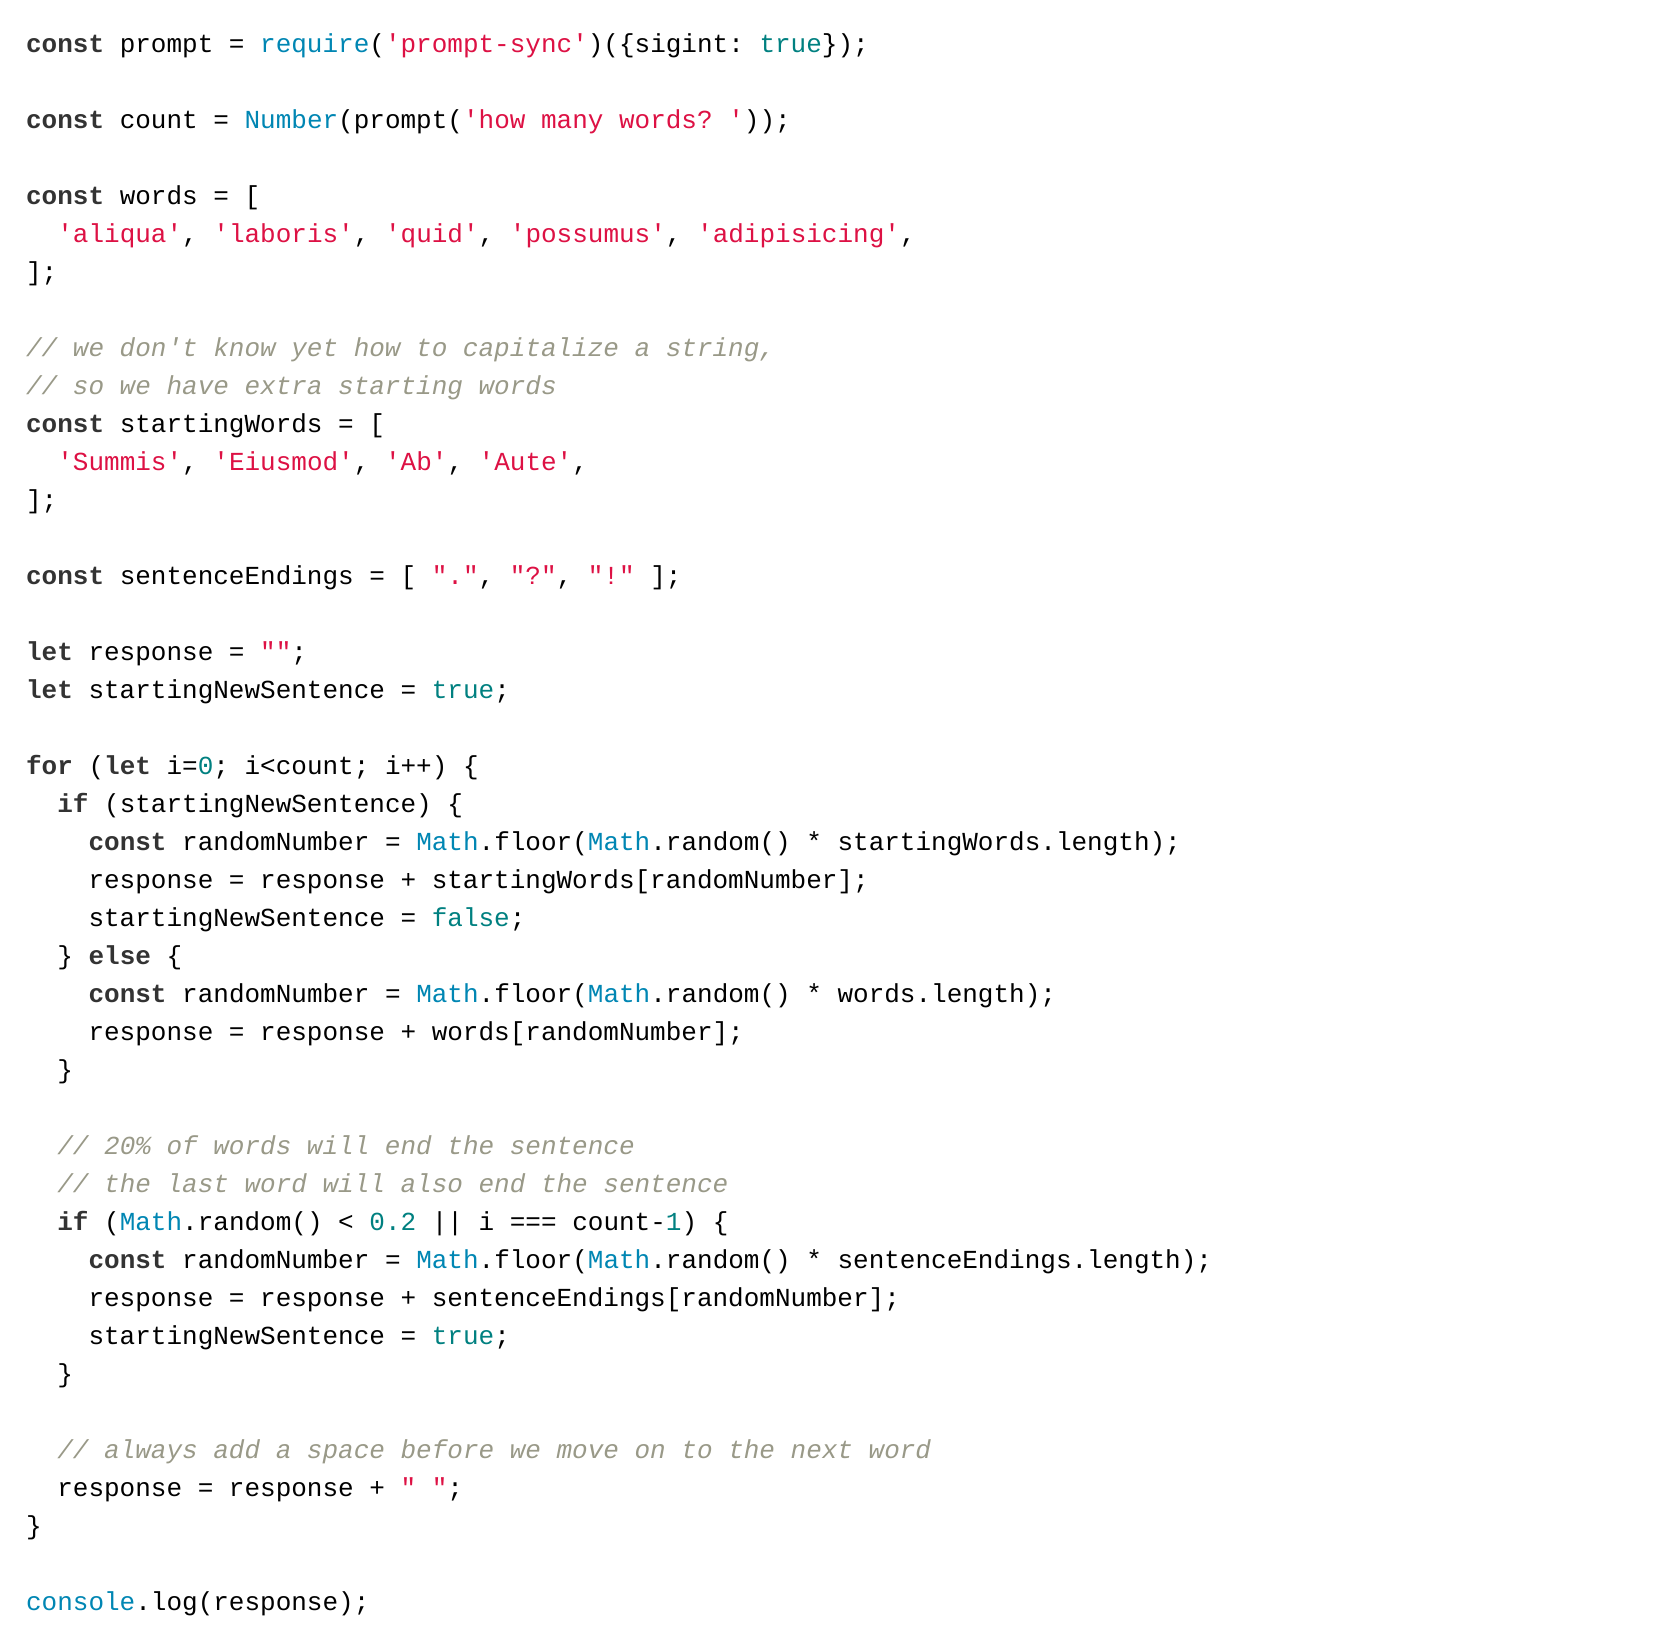 const prompt = require('prompt-sync')({sigint: true});

const count = Number(prompt('how many words? '));

const words = [
  'aliqua', 'laboris', 'quid', 'possumus', 'adipisicing',
];

// we don't know yet how to capitalize a string,
// so we have extra starting words
const startingWords = [
  'Summis', 'Eiusmod', 'Ab', 'Aute',
];

const sentenceEndings = [ ".", "?", "!" ];

let response = "";
let startingNewSentence = true;

for (let i=0; i<count; i++) {
  if (startingNewSentence) {
    const randomNumber = Math.floor(Math.random() * startingWords.length);
    response = response + startingWords[randomNumber];
    startingNewSentence = false;
  } else {
    const randomNumber = Math.floor(Math.random() * words.length);
    response = response + words[randomNumber];
  }

  // 20% of words will end the sentence
  // the last word will also end the sentence
  if (Math.random() < 0.2 || i === count-1) {
    const randomNumber = Math.floor(Math.random() * sentenceEndings.length);
    response = response + sentenceEndings[randomNumber];
    startingNewSentence = true;
  }

  // always add a space before we move on to the next word
  response = response + " ";
}

console.log(response);